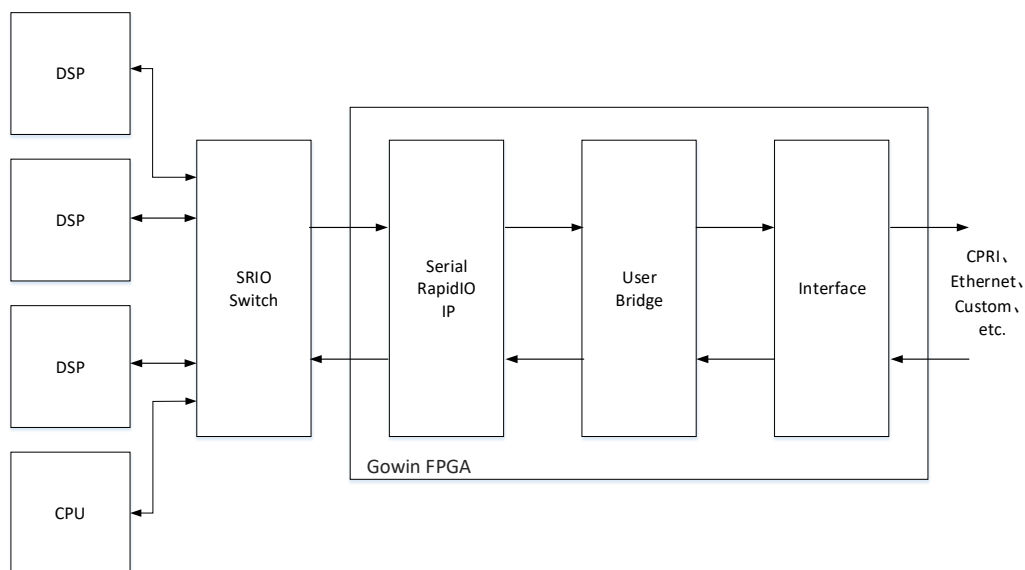 DSP
DSP
DSP
CPU
SRIO
Switch
Serial
RapidIO
IP
User
Bridge
Interface
Gowin FPGA
CPRI、
Ethernet、
Custom、
etc.